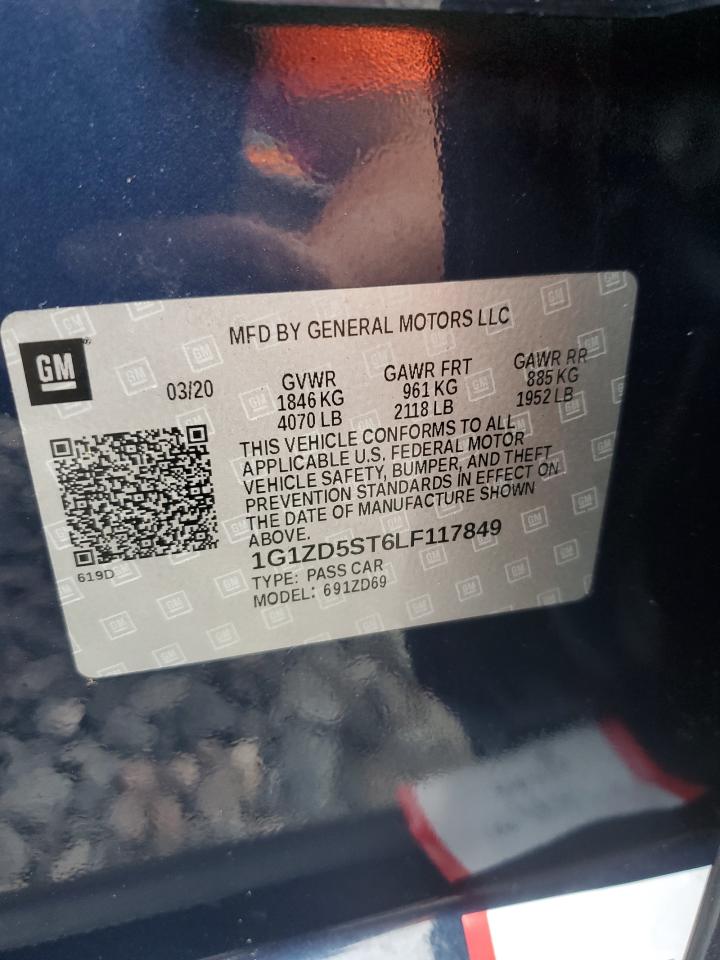 MFD BY GENERAL MOTORS LLC
GM
03/20
GVWR GAWR FRT GAWR RR
1846 KG 961 KG 885 KG
4070 LB 2118 LB 1952 LB
THIS VEHICLE CONFORMS TO ALL
APPLICABLE U.S. FEDERAL MOTOR
VEHICLE SAFETY, BUMPER, AND THEFT
PREVENTION STANDARDS IN EFFECT ON
THE DATE OF MANUFACTURE SHOWN
ABOVE.
1G1ZD5ST6LF117849
619D
TYPE: PASS CAR
MODEL: 691ZD69